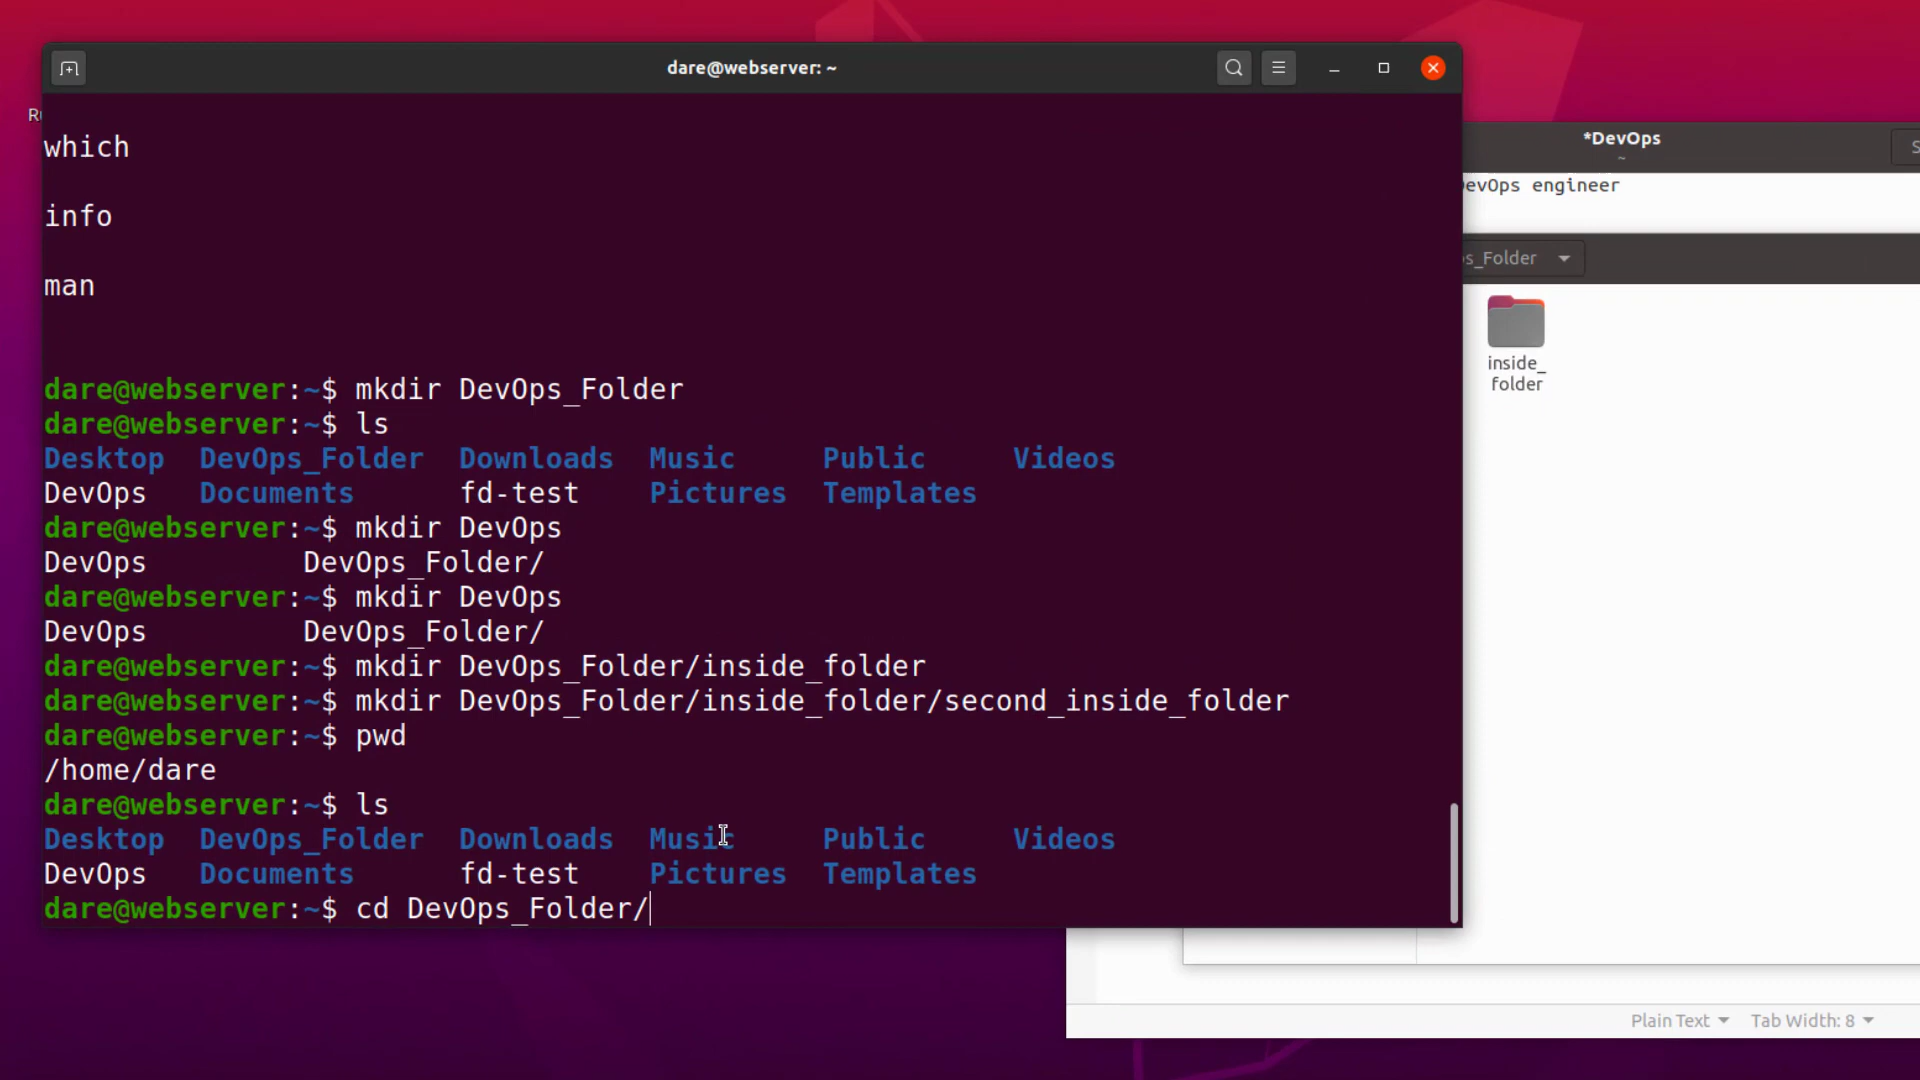 dare@webserver: ~
which
info
man
dare@webserver:~$ mkdir DevOps_Folder
dare@webserver:~$ ls
Desktop DevOps_Folder Downloads Music Public Videos
DevOps Documents fd-test Pictures Templates
dare@webserver:~$ mkdir DevOps
DevOps DevOps_Folder/
dare@webserver:~$ mkdir DevOps
DevOps DevOps_Folder/
dare@webserver:~$ mkdir DevOps_Folder/inside_folder
dare@webserver:~$ mkdir DevOps_Folder/inside_folder/second_inside_folder
dare@webserver:~$ pwd
/home/dare
dare@webserver:~$ ls
Desktop DevOps_Folder Downloads Music Public Videos
DevOps Documents fd-test Pictures Templates
dare@webserver:~$ cd DevOps_Folder/
*DevOps
~
DevOps engineer
s_Folder
inside_
folder
Plain Text Tab Width: 8